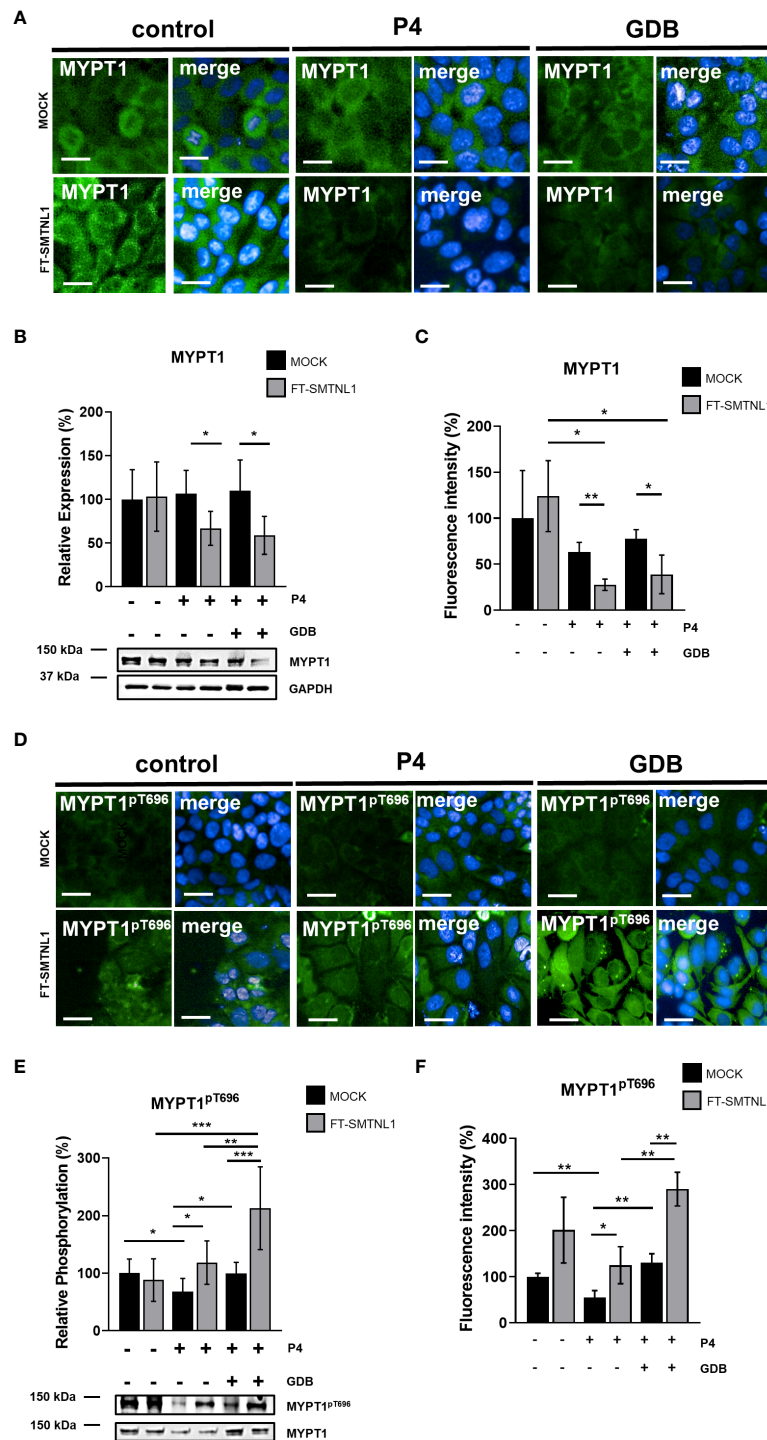 A
control P4 GDB
MOCK
MYPT1 merge MYPT1 merge MYPT1 merge
FT-SMTNL1
MYPT1 merge MYPT1 merge MYPT1 merge
B
MYPT1
MOCK
FT-SMTNL1
Relative Expression (%)
200
150
100
50
0
* *
- - + + + + P4
+ + GDB
150 kDa
MYPT1
37 kDa
GAPDH
C
MYPT1
MOCK
FT-SMTNL1
Fluorescence intensity (%)
200
150
100
50
0
*
*
** *
- - + + + + P4
- - - - + + GDB
D
control P4 GDB
MOCK
MYPT1pT696 merge MYPT1pT696 merge MYPT1pT696 merge
FT-SMTNL1
MYPT1pT696 merge MYPT1pT696 merge MYPT1pT696 merge
E
MYPT1pT696
MOCK
FT-SMTNL1
Relative Phosphorylation (%)
300
200
100
0
***
**
***
*
*
*
- - + + + + P4
+ + GDB
150 kDa
MYPT1pT696
150 kDa
MYPT1
F
MYPT1pT696
MOCK
FT-SMTNL
Fluorescence intensity (%)
400
300
200
100
0
**
**
**
**
*
- - + + + + P4
- - - - + + GDB